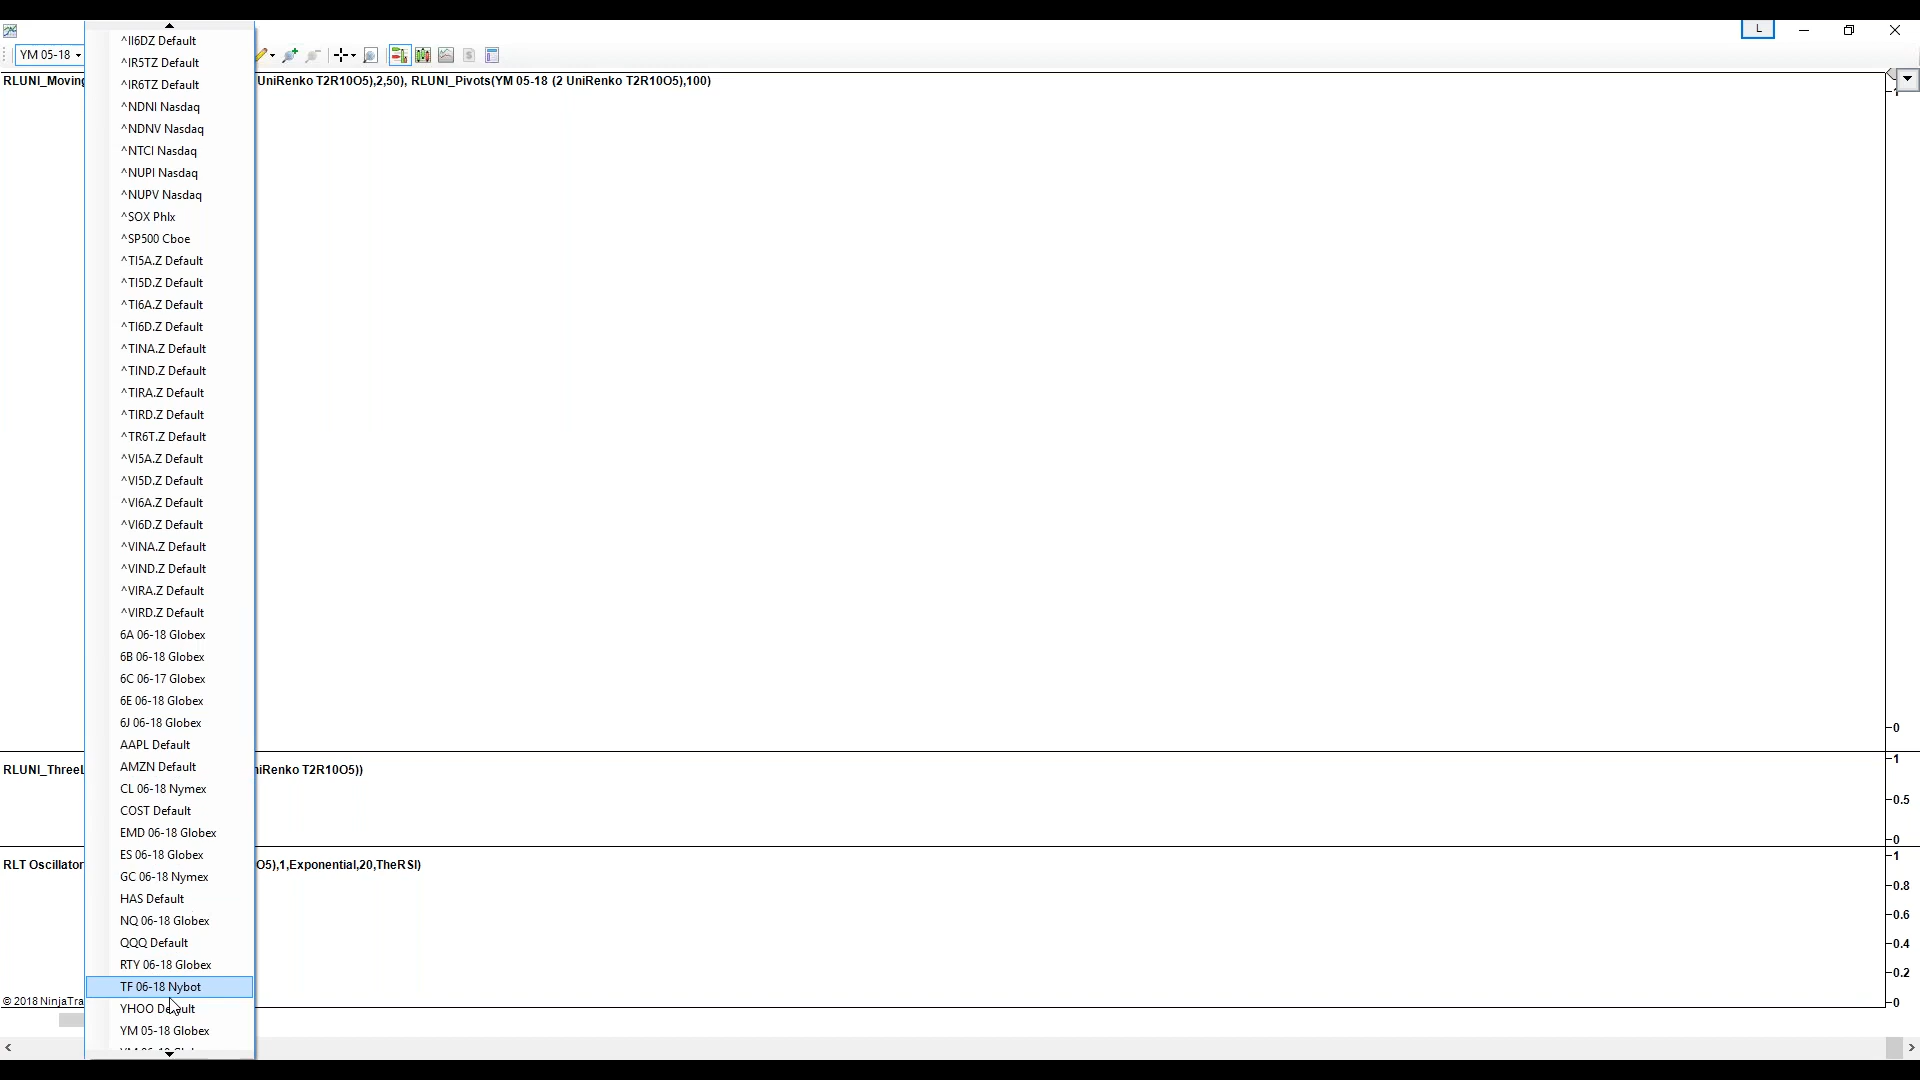 L
YM 05-18
RLUNI_Moving
UniRenko T2R10O5),2,50), RLUNI_Pivots(YM 05-18 (2 UniRenko T2R10O5),100)
^II6DZ Default
^IR5TZ Default
^IR6TZ Default
^NDNI Nasdaq
^NDNV Nasdaq
^NTCI Nasdaq
^NUPI Nasdaq
^NUPV Nasdaq
^SOX Phlx
^SP500 Cboe
^TI5A.Z Default
^TI5D.Z Default
^TI6A.Z Default
^TI6D.Z Default
^TINA.Z Default
^TIND.Z Default
^TIRA.Z Default
^TIRD.Z Default
^TR6T.Z Default
^VI5A.Z Default
^VI5D.Z Default
^VI6A.Z Default
^VI6D.Z Default
^VINA.Z Default
^VIND.Z Default
^VIRA.Z Default
^VIRD.Z Default
6A 06-18 Globex
6B 06-18 Globex
6C 06-17 Globex
6E 06-18 Globex
6J 06-18 Globex
AAPL Default
AMZN Default
CL 06-18 Nymex
COST Default
EMD 06-18 Globex
ES 06-18 Globex
GC 06-18 Nymex
HAS Default
NQ 06-18 Globex
QQQ Default
RTY 06-18 Globex
TF 06-18 Nybot
YHOO Default
YM 05-18 Globex
0
RLUNI_ThreeL
niRenko T2R10O5))
1
0.5
0
RLT Oscillator
O5),1,Exponential,20,TheRSI)
1
0.8
0.6
0.4
0.2
0
© 2018 NinjaTra